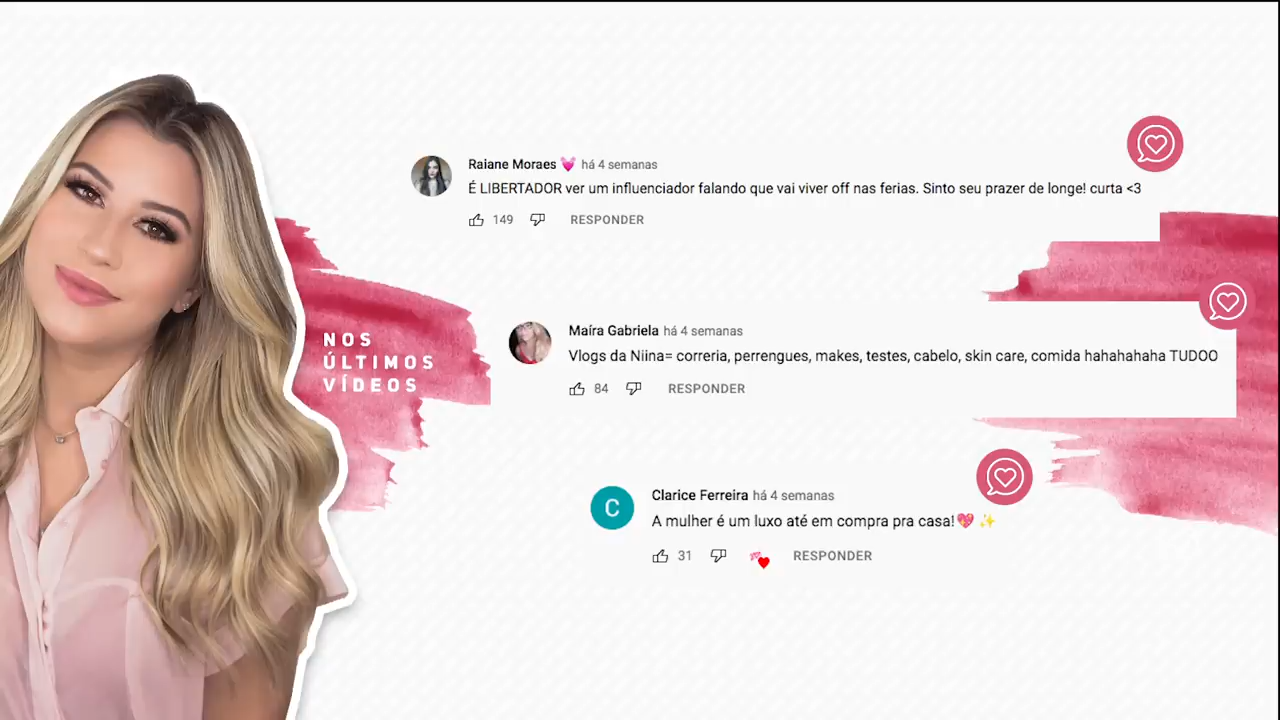 Raiane Moraes 💓 há 4 semanas
É LIBERTADOR ver um influenciador falando que vai viver off nas ferias. Sinto seu prazer de longe! curta <3
149 RESPONDER
NOS
ÚLTIMOS
VÍDEOS
Maíra Gabriela há 4 semanas
Vlogs da Niina= correria, perrengues, makes, testes, cabelo, skin care, comida hahahahaha TUDOO
84 RESPONDER
C
Clarice Ferreira há 4 semanas
A mulher é um luxo até em compra pra casa!💖 ✨
31 RESPONDER